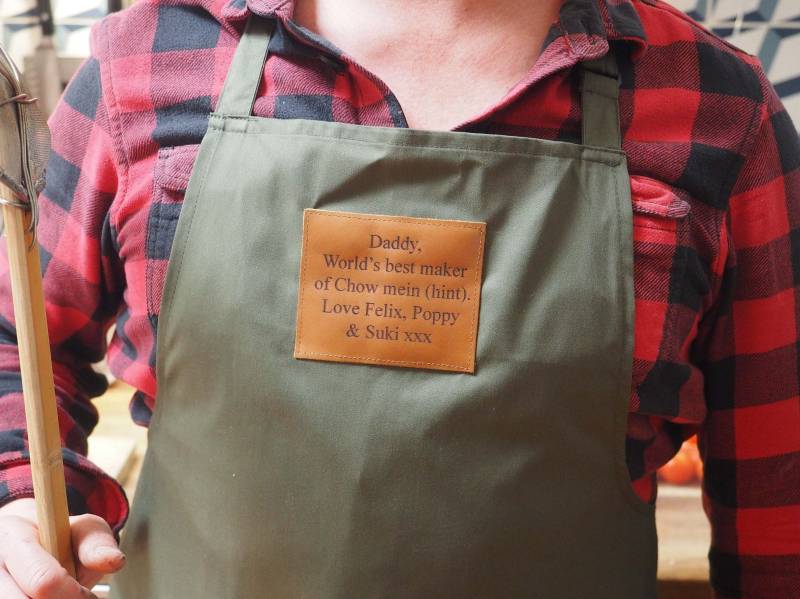 Daddy,
World's best maker
of Chow mein (hint).
Love Felix, Poppy
& Suki xxx